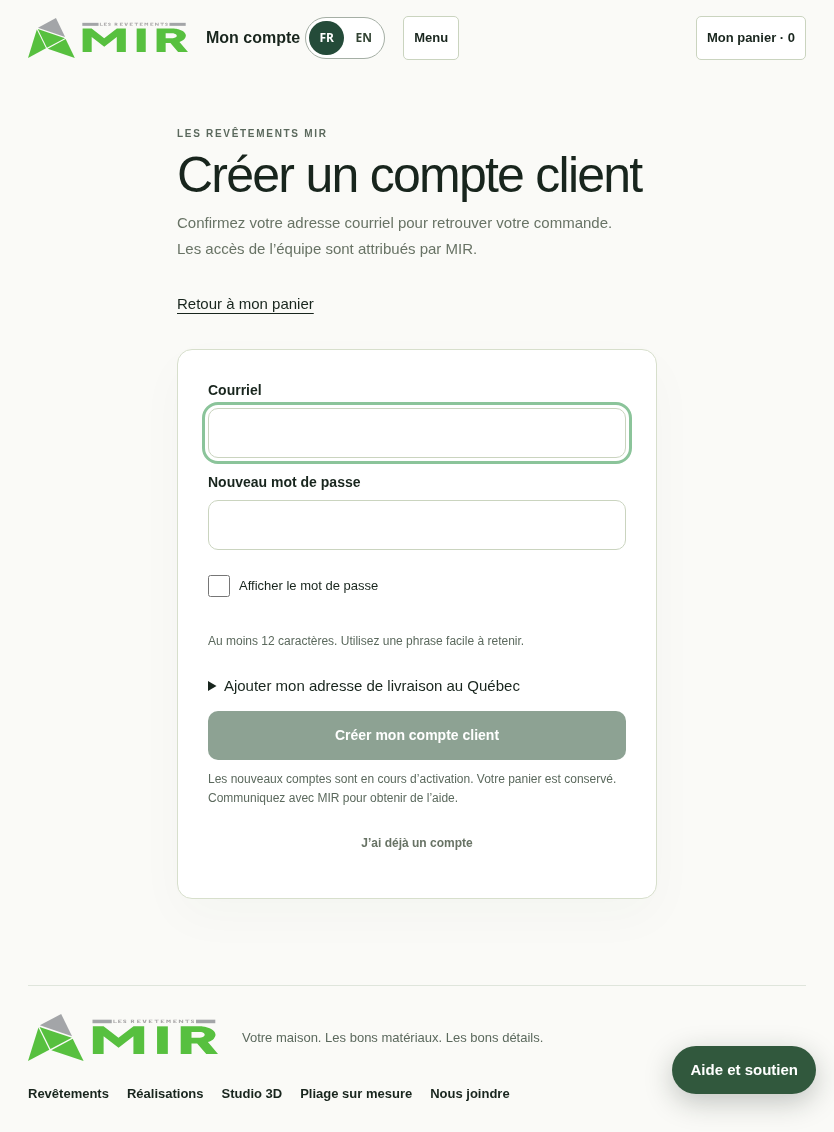 LES REVÊTEMENTS
MIR
Mon compte
FR
EN
Menu
Mon panier · 0
LES REVÊTEMENTS MIR
Créer un compte client
Confirmez votre adresse courriel pour retrouver votre commande.
Les accès de l’équipe sont attribués par MIR.
Retour à mon panier
Courriel
Nouveau mot de passe
Afficher le mot de passe
Au moins 12 caractères. Utilisez une phrase facile à retenir.
Ajouter mon adresse de livraison au Québec
Créer mon compte client
Les nouveaux comptes sont en cours d’activation. Votre panier est conservé.
Communiquez avec MIR pour obtenir de l’aide.
J’ai déjà un compte
LES REVETEMENTS
MIR
Votre maison. Les bons matériaux. Les bons détails.
Aide et soutien
Revêtements
Réalisations
Studio 3D
Pliage sur mesure
Nous joindre